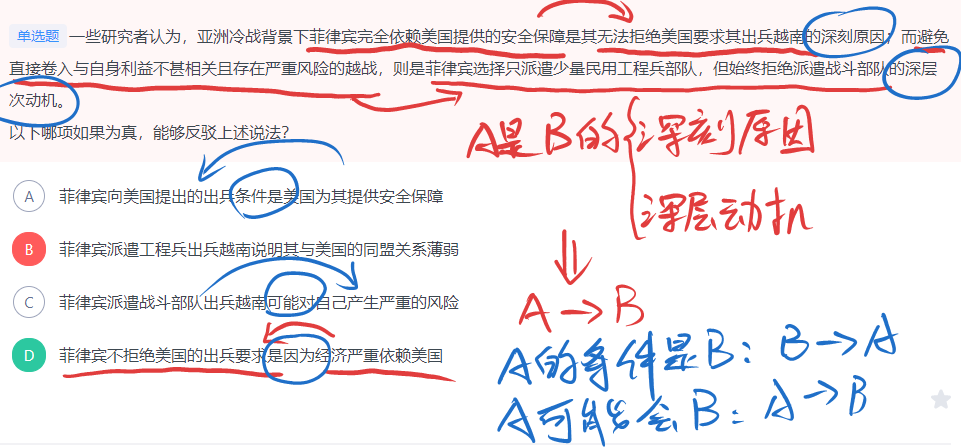 单选题 一些研究者认为，亚洲冷战背景下菲律宾完全依赖美国提供的安全保障是其无法拒绝美国要求其出兵越南的深刻原因；而避免
直接卷入与自身利益不甚相关且存在严重风险的越战，则是菲律宾选择只派遣少量民用工程兵部队，但始终拒绝派遣战斗部队的深层
次动机。
以下哪项如果为真，能够反驳上述说法？
A是B的 深刻原因
深层动机
A 菲律宾向美国提出的出兵条件是美国为其提供安全保障
B 菲律宾派遣工程兵出兵越南说明其与美国的同盟关系薄弱
C 菲律宾派遣战斗部队出兵越南可能对自己产生严重的风险
A→B
D 菲律宾不拒绝美国的出兵要求是因为经济严重依赖美国
A的条件是B：B→A
A可能会B：A→B